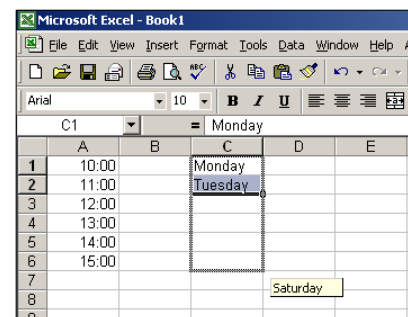 Microsoft Excel - Book1
File Edit View Insert Format Tools Data Window Help
ABC
Arial 10 B I U
C1 = Monday
A B C D E
1 10:00 Monday
2 11:00 Tuesday
3 12:00
4 13:00
5 14:00
6 15:00
7
Saturday
8